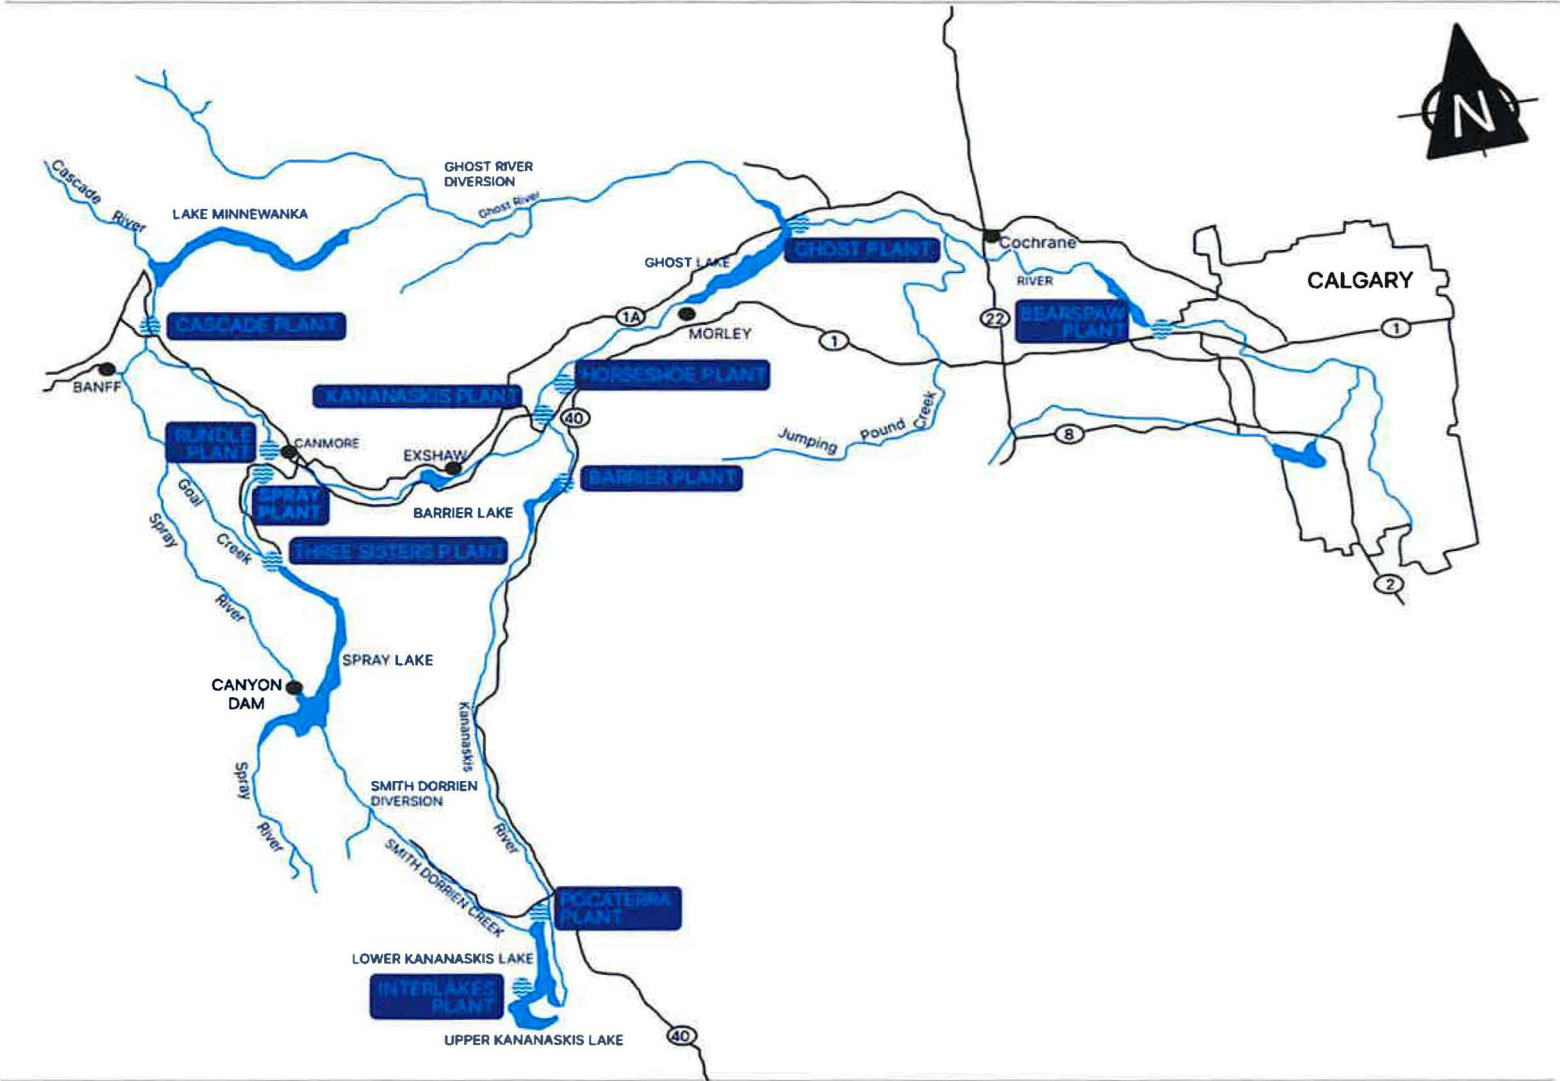 N
GHOST RIVER
DIVERSION
Cascade
River
LAKE MINNEWANKA
Ghost River
GHOST PLANT
Cochrane
GHOST LAKE
RIVER
CALGARY
CASCADE PLANT
1A
MORLEY
22
BEARSPAW
PLANT
1
1
BANFF
KANANASKIS PLANT
HORSESHOE PLANT
40
Jumping
Pound
Creek
8
RUNDLE
PLANT
CANMORE
EXSHAW
BARRIER PLANT
Goal
Creek
SPRAY
PLANT
BARRIER LAKE
Spray
River
THREE SISTERS PLANT
2
SPRAY LAKE
CANYON
DAM
Kananaskis
River
Spray
River
SMITH DORRIEN
DIVERSION
SMITH DORRIEN CREEK
POCATERRA
PLANT
LOWER KANANASKIS LAKE
INTERLAKES
PLANT
UPPER KANANASKIS LAKE
40